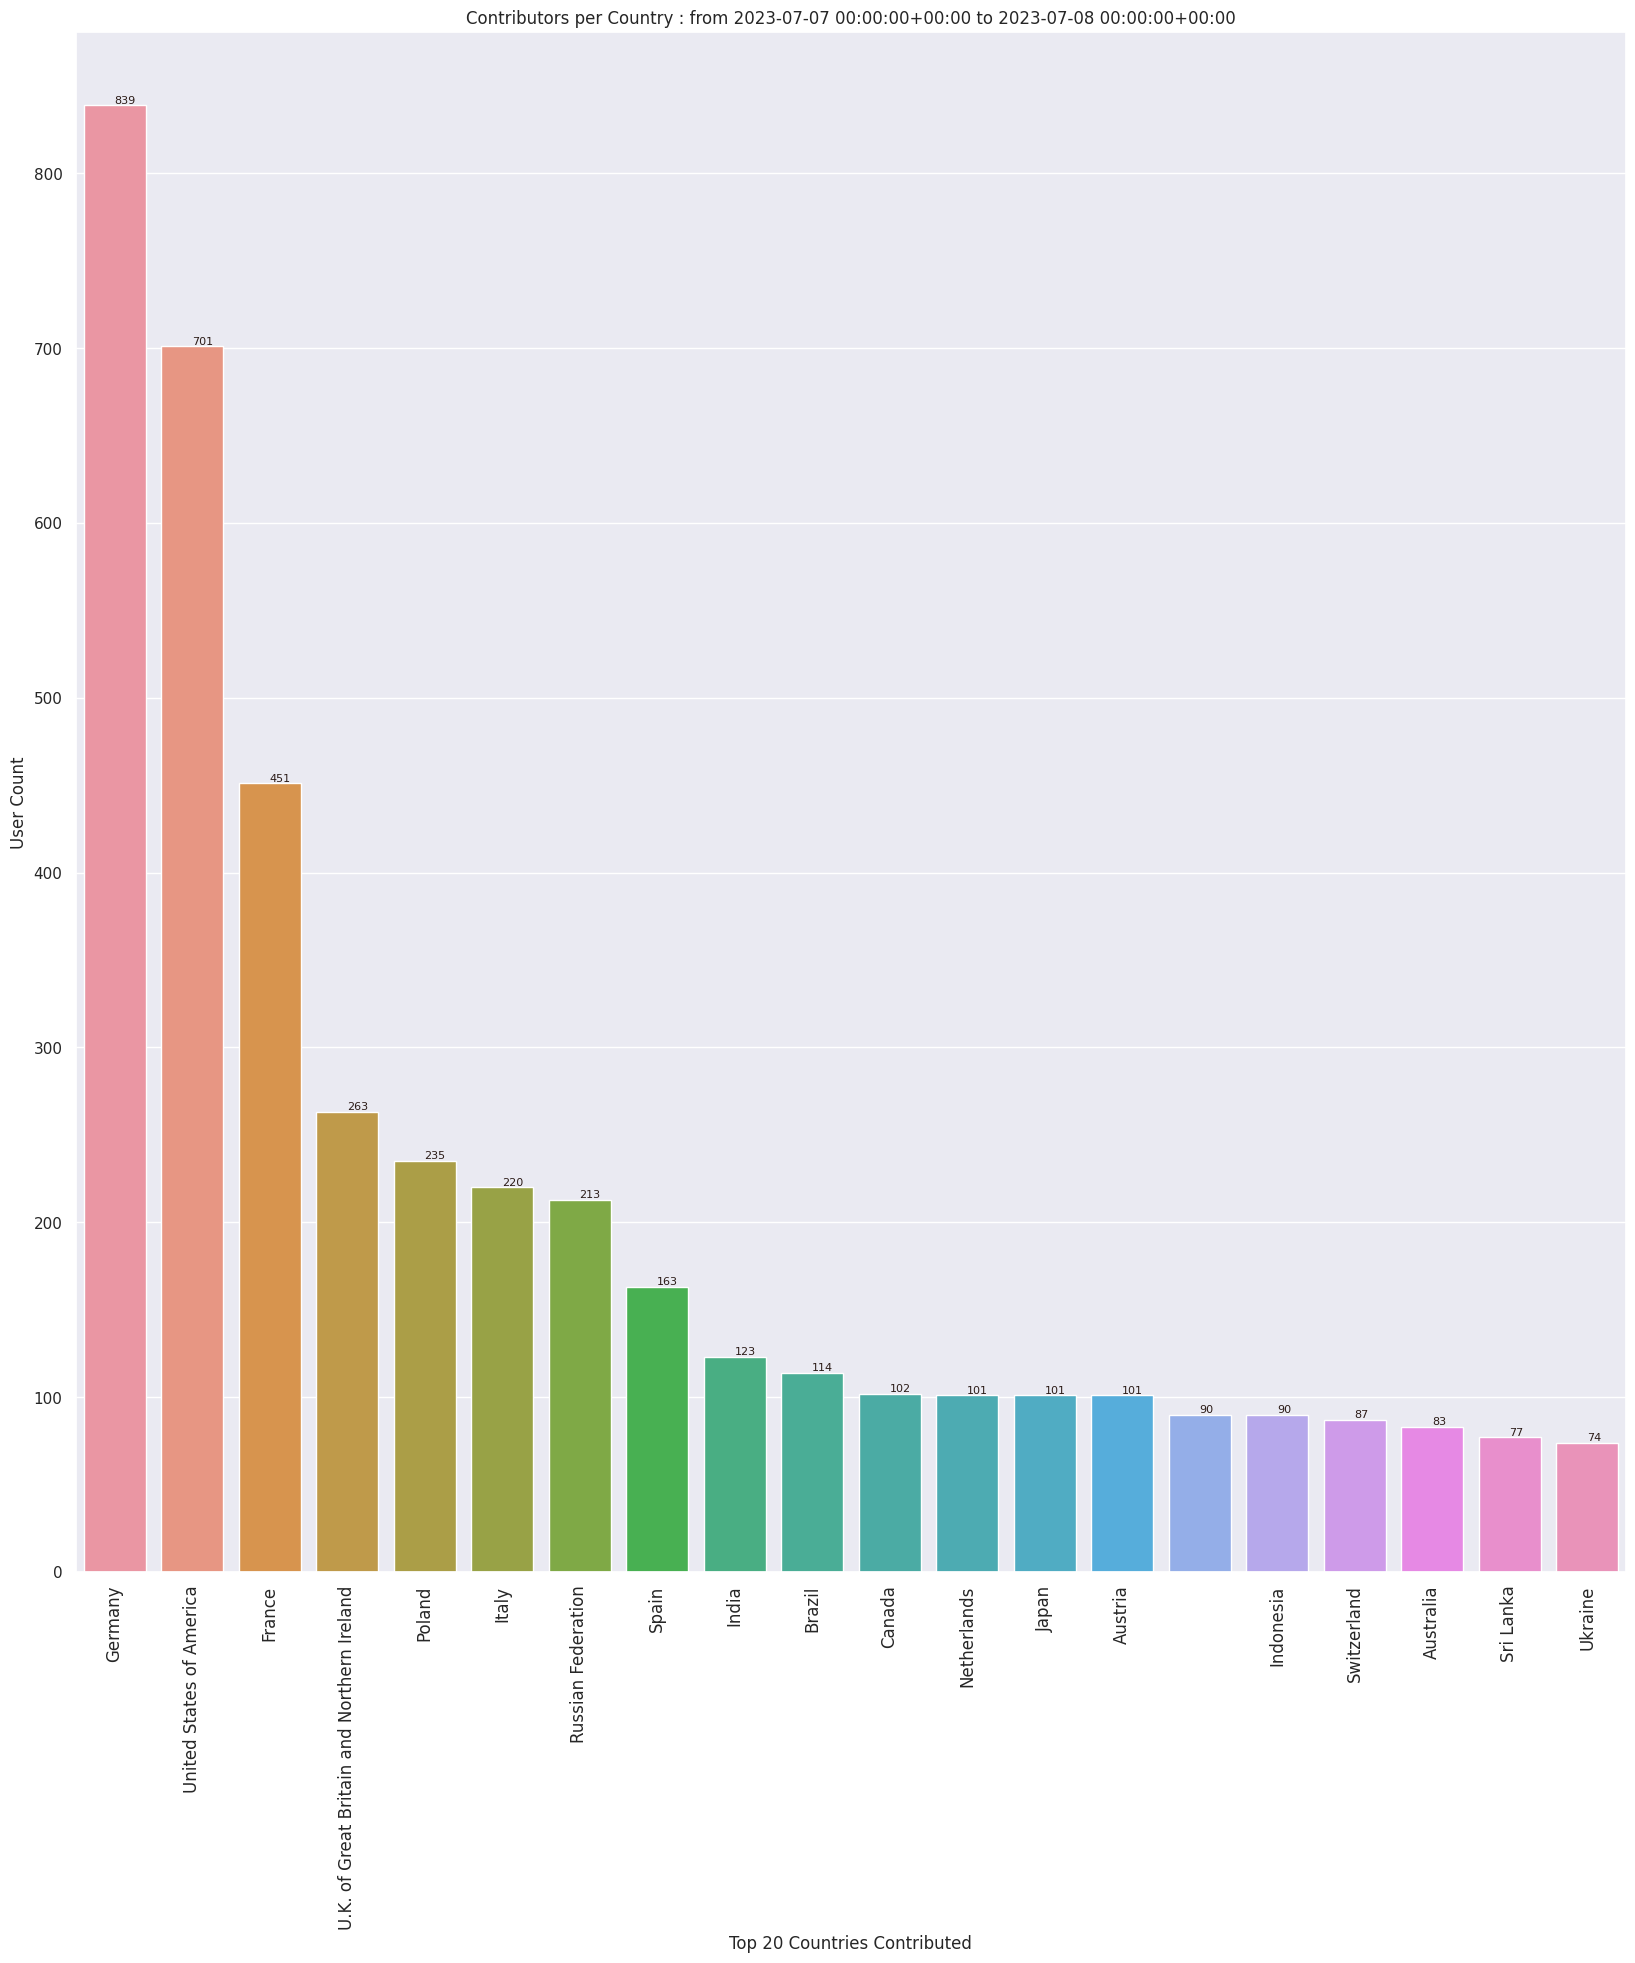 Contributors per Country : from 2023-07-07 00:00:00+00:00 to 2023-07-08 00:00:00+00:00
User Count
800
700
600
500
400
300
200
100
0
839
701
451
263
235
220
213
163
123
114
102
101
101
101
90
90
87
83
77
74
Germany
United States of America
France
U.K. of Great Britain and Northern Ireland
Poland
Italy
Russian Federation
Spain
India
Brazil
Canada
Netherlands
Japan
Austria
Indonesia
Switzerland
Australia
Sri Lanka
Ukraine
Top 20 Countries Contributed